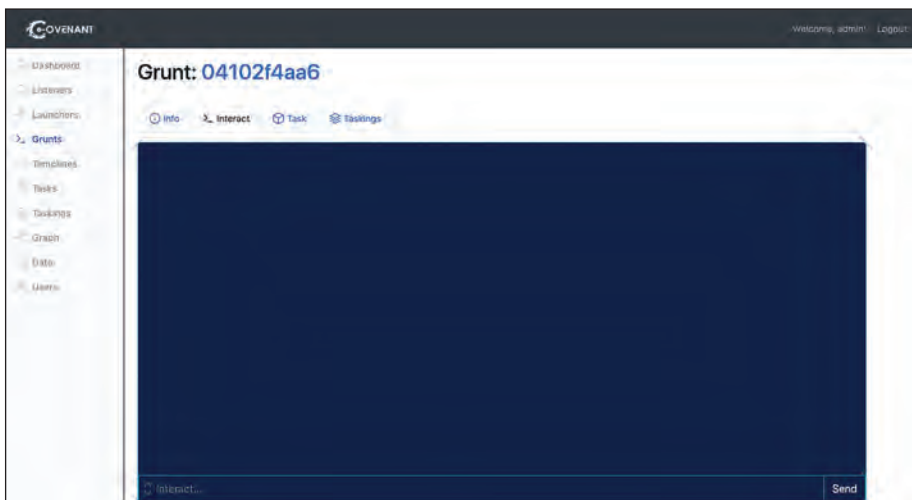 COVENANT
Welcome, admin! Logout
Dashboard
Listeners
Launchers
Grunts
Templates
Tasks
Taskings
Graph
Data
Users
Grunt: 04102f4aa6
Info Interact Task Taskings
Interact...
Send